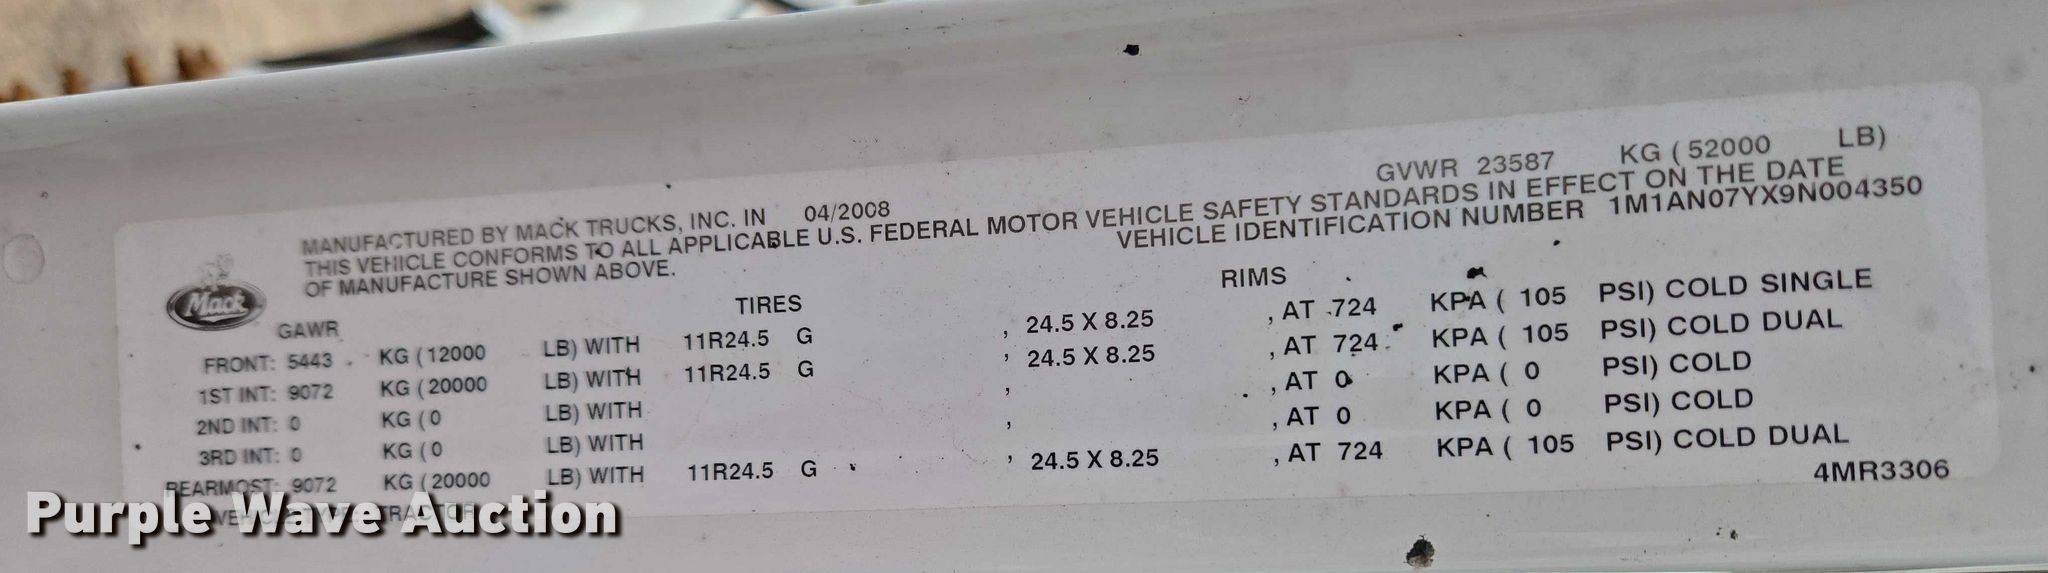 GVWR 23587 KG ( 52000 LB)
MANUFACTURED BY MACK TRUCKS, INC. IN 04/2008
THIS VEHICLE CONFORMS TO ALL APPLICABLE U.S. FEDERAL MOTOR VEHICLE SAFETY STANDARDS IN EFFECT ON THE DATE
OF MANUFACTURE SHOWN ABOVE. VEHICLE IDENTIFICATION NUMBER 1M1AN07YX9N004350
Mack
GAWR TIRES RIMS
FRONT: 5443 KG ( 12000 LB) WITH 11R24.5 G , 24.5 X 8.25 , AT 724 KPA ( 105 PSI) COLD SINGLE
1ST INT: 9072 KG ( 20000 LB) WITH 11R24.5 G , 24.5 X 8.25 , AT 724 KPA ( 105 PSI) COLD DUAL
2ND INT: 0 KG ( 0 LB) WITH , , AT 0 KPA ( 0 PSI) COLD
3RD INT: 0 KG ( 0 LB) WITH , , AT 0 KPA ( 0 PSI) COLD
REARMOST: 9072 KG ( 20000 LB) WITH 11R24.5 G , 24.5 X 8.25 , AT 724 KPA ( 105 PSI) COLD DUAL
VEHICLE TYPE: TRACTOR 4MR3306
Purple Wave Auction